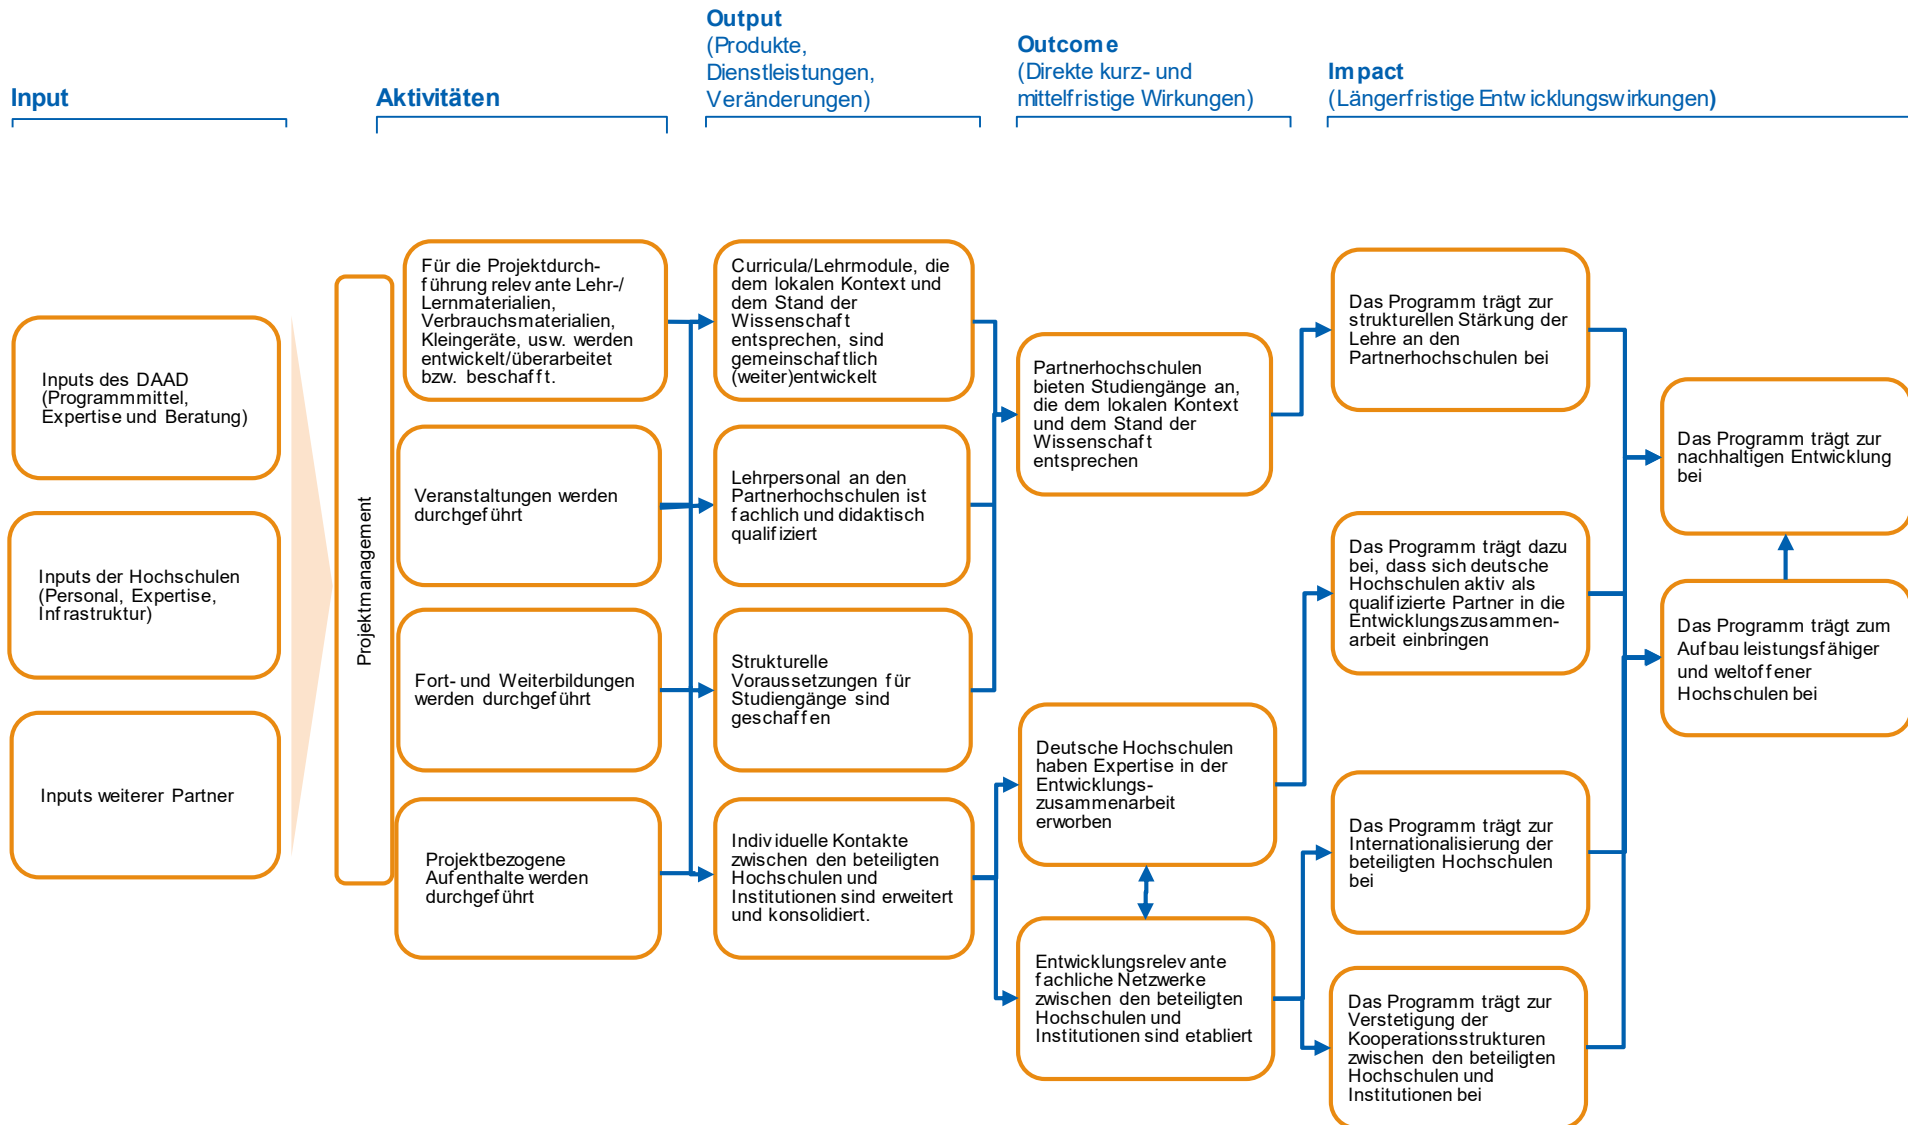 Input
Aktivitäten
Output
(Produkte,
Dienstleistungen,
Veränderungen)
Outcome
(Direkte kurz- und
mittelfristige Wirkungen)
Impact
(Längerfristige Entwicklungswirkungen)
Inputs des DAAD
(Programmmittel,
Expertise und Beratung)
Inputs der Hochschulen
(Personal, Expertise,
Infrastruktur)
Inputs weiterer Partner
Projektmanagement
Für die Projektdurch-
führung relevante Lehr-/
Lernmaterialien,
Verbrauchsmaterialien,
Kleingeräte, usw. werden
entwickelt/überarbeitet
bzw. beschafft.
Veranstaltungen werden
durchgeführt
Fort- und Weiterbildungen
werden durchgeführt
Projektbezogene
Aufenthalte werden
durchgeführt
Curricula/Lehrmodule, die
dem lokalen Kontext und
dem Stand der
Wissenschaft
entsprechen, sind
gemeinschaftlich
(weiter)entwickelt
Lehrpersonal an den
Partnerhochschulen ist
fachlich und didaktisch
qualifiziert
Strukturelle
Voraussetzungen für
Studiengänge sind
geschaffen
Individuelle Kontakte
zwischen den beteiligten
Hochschulen und
Institutionen sind erweitert
und konsolidiert.
Partnerhochschulen
bieten Studiengänge an,
die dem lokalen Kontext
und dem Stand der
Wissenschaft
entsprechen
Deutsche Hochschulen
haben Expertise in der
Entwicklungs-
zusammenarbeit
erworben
Entwicklungsrelevante
fachliche Netzwerke
zwischen den beteiligten
Hochschulen und
Institutionen sind etabliert
Das Programm trägt zur
strukturellen Stärkung der
Lehre an den
Partnerhochschulen bei
Das Programm trägt dazu
bei, dass sich deutsche
Hochschulen aktiv als
qualifizierte Partner in die
Entwicklungszusammen-
arbeit einbringen
Das Programm trägt zur
Internationalisierung der
beteiligten Hochschulen
bei
Das Programm trägt zur
Verstetigung der
Kooperationsstrukturen
zwischen den beteiligten
Hochschulen und
Institutionen bei
Das Programm trägt zur
nachhaltigen Entwicklung
bei
Das Programm trägt zum
Aufbau leistungsfähiger
und weltoffener
Hochschulen bei